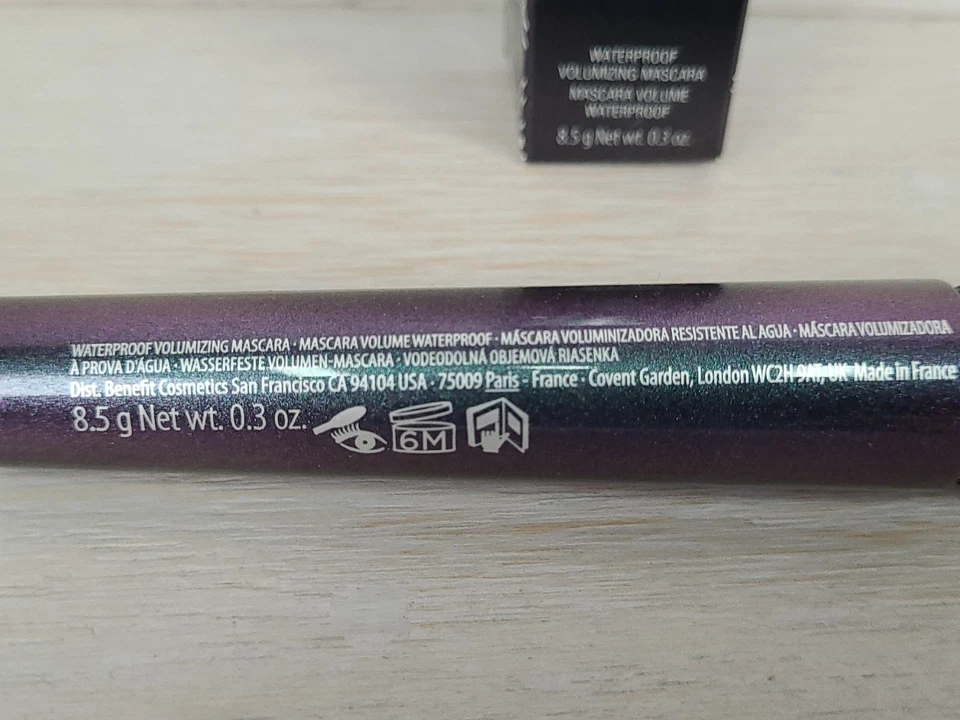 WATERPROOF
VOLUMIZING MASCARA
MASCARA VOLUME
WATERPROOF
8.5 g Net wt. 0.3 oz.
WATERPROOF VOLUMIZING MASCARA · MASCARA VOLUME WATERPROOF · MÁSCARA VOLUMINIZADORA RESISTENTE AL AGUA · MÁSCARA VOLUMIZADORA
À PROVA D'ÁGUA · WASSERFESTE VOLUMEN-MASCARA · VODEODOLNÁ OBJEMOVÁ RIASENKA
Dist. Benefit Cosmetics San Francisco CA 94104 USA · 75009 Paris - France · Covent Garden, London WC2H 9AT, UK Made in France
8.5 g Net wt. 0.3 oz.
6M